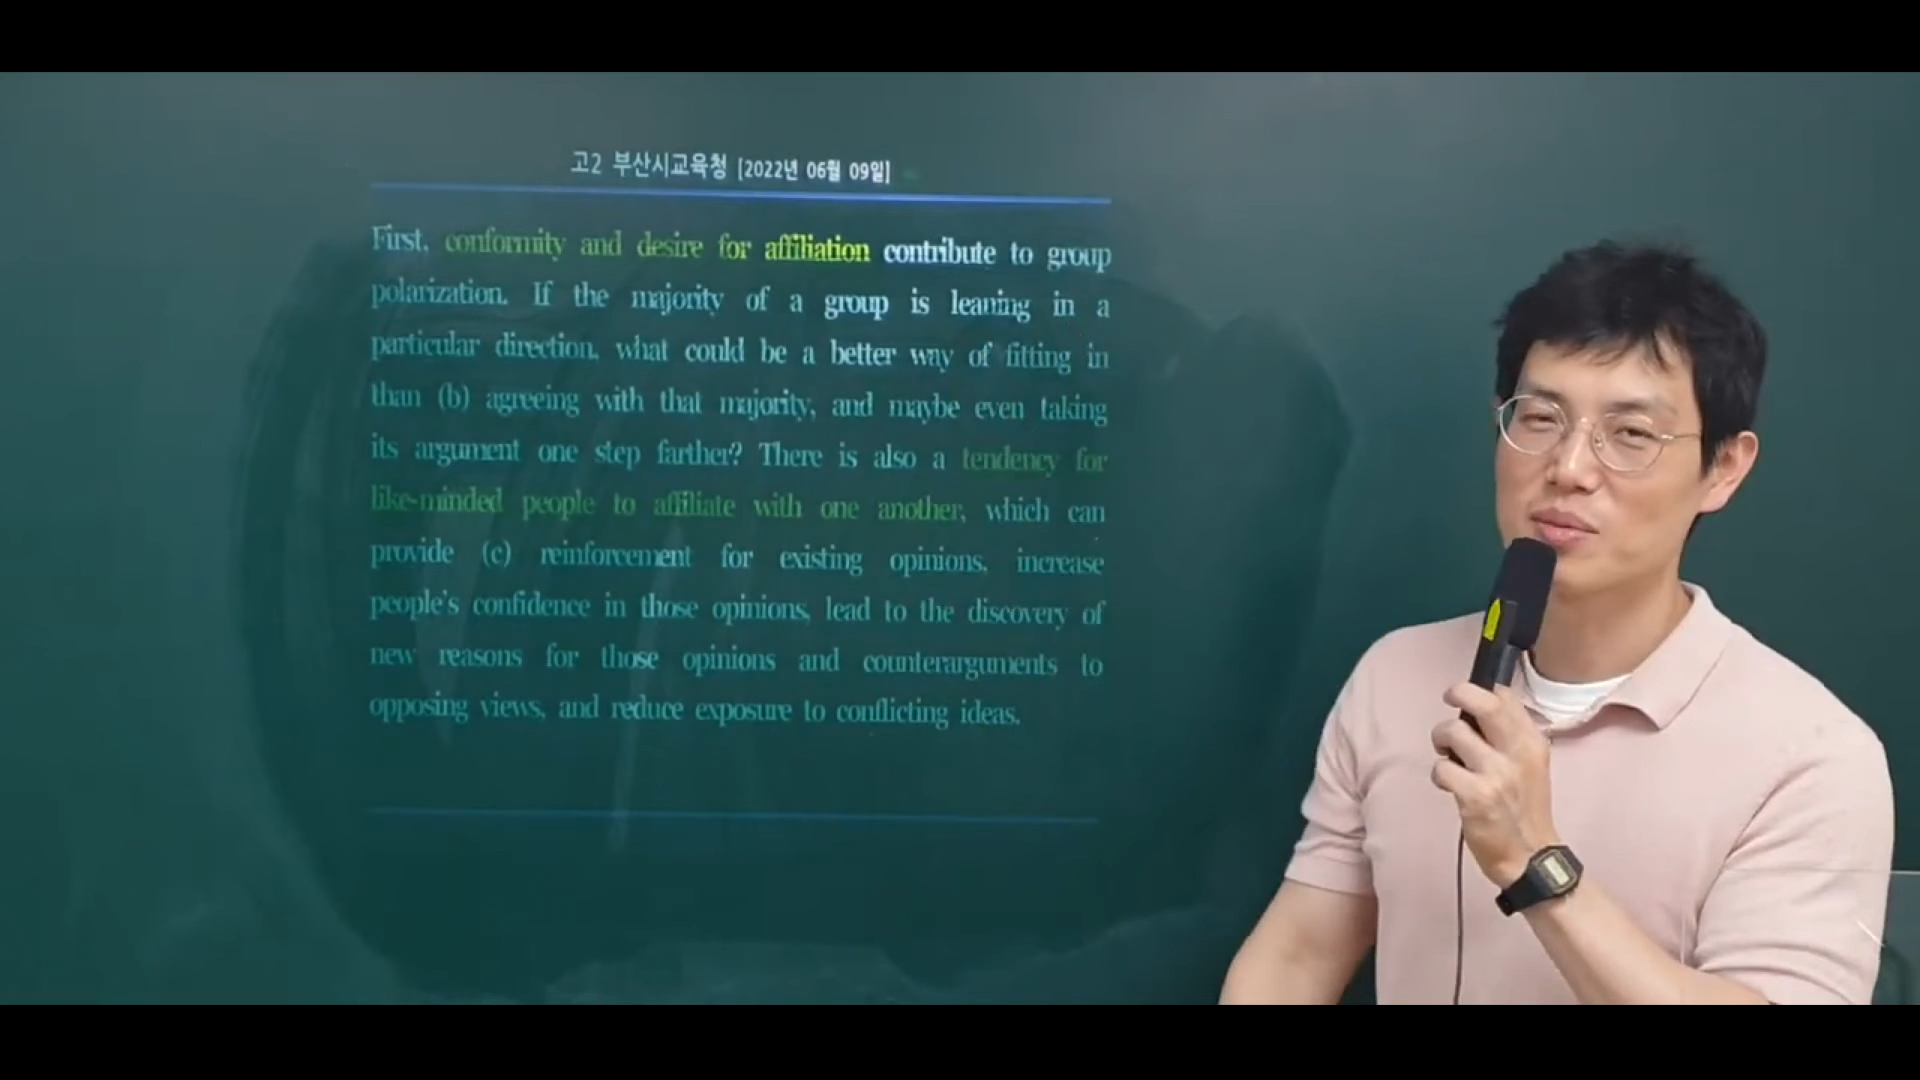 고2 부산시교육청 [2022년 06월 09일]
First, conformity and desire for affiliation contribute to group
polarization. If the majority of a group is leaning in a
particular direction, what could be a better way of fitting in
than (b) agreeing with that majority, and maybe even taking
its argument one step farther? There is also a tendency for
like-minded people to affiliate with one another, which can
provide (c) reinforcement for existing opinions, increase
people's confidence in those opinions, lead to the discovery of
new reasons for those opinions and counterarguments to
opposing views, and reduce exposure to conflicting ideas.